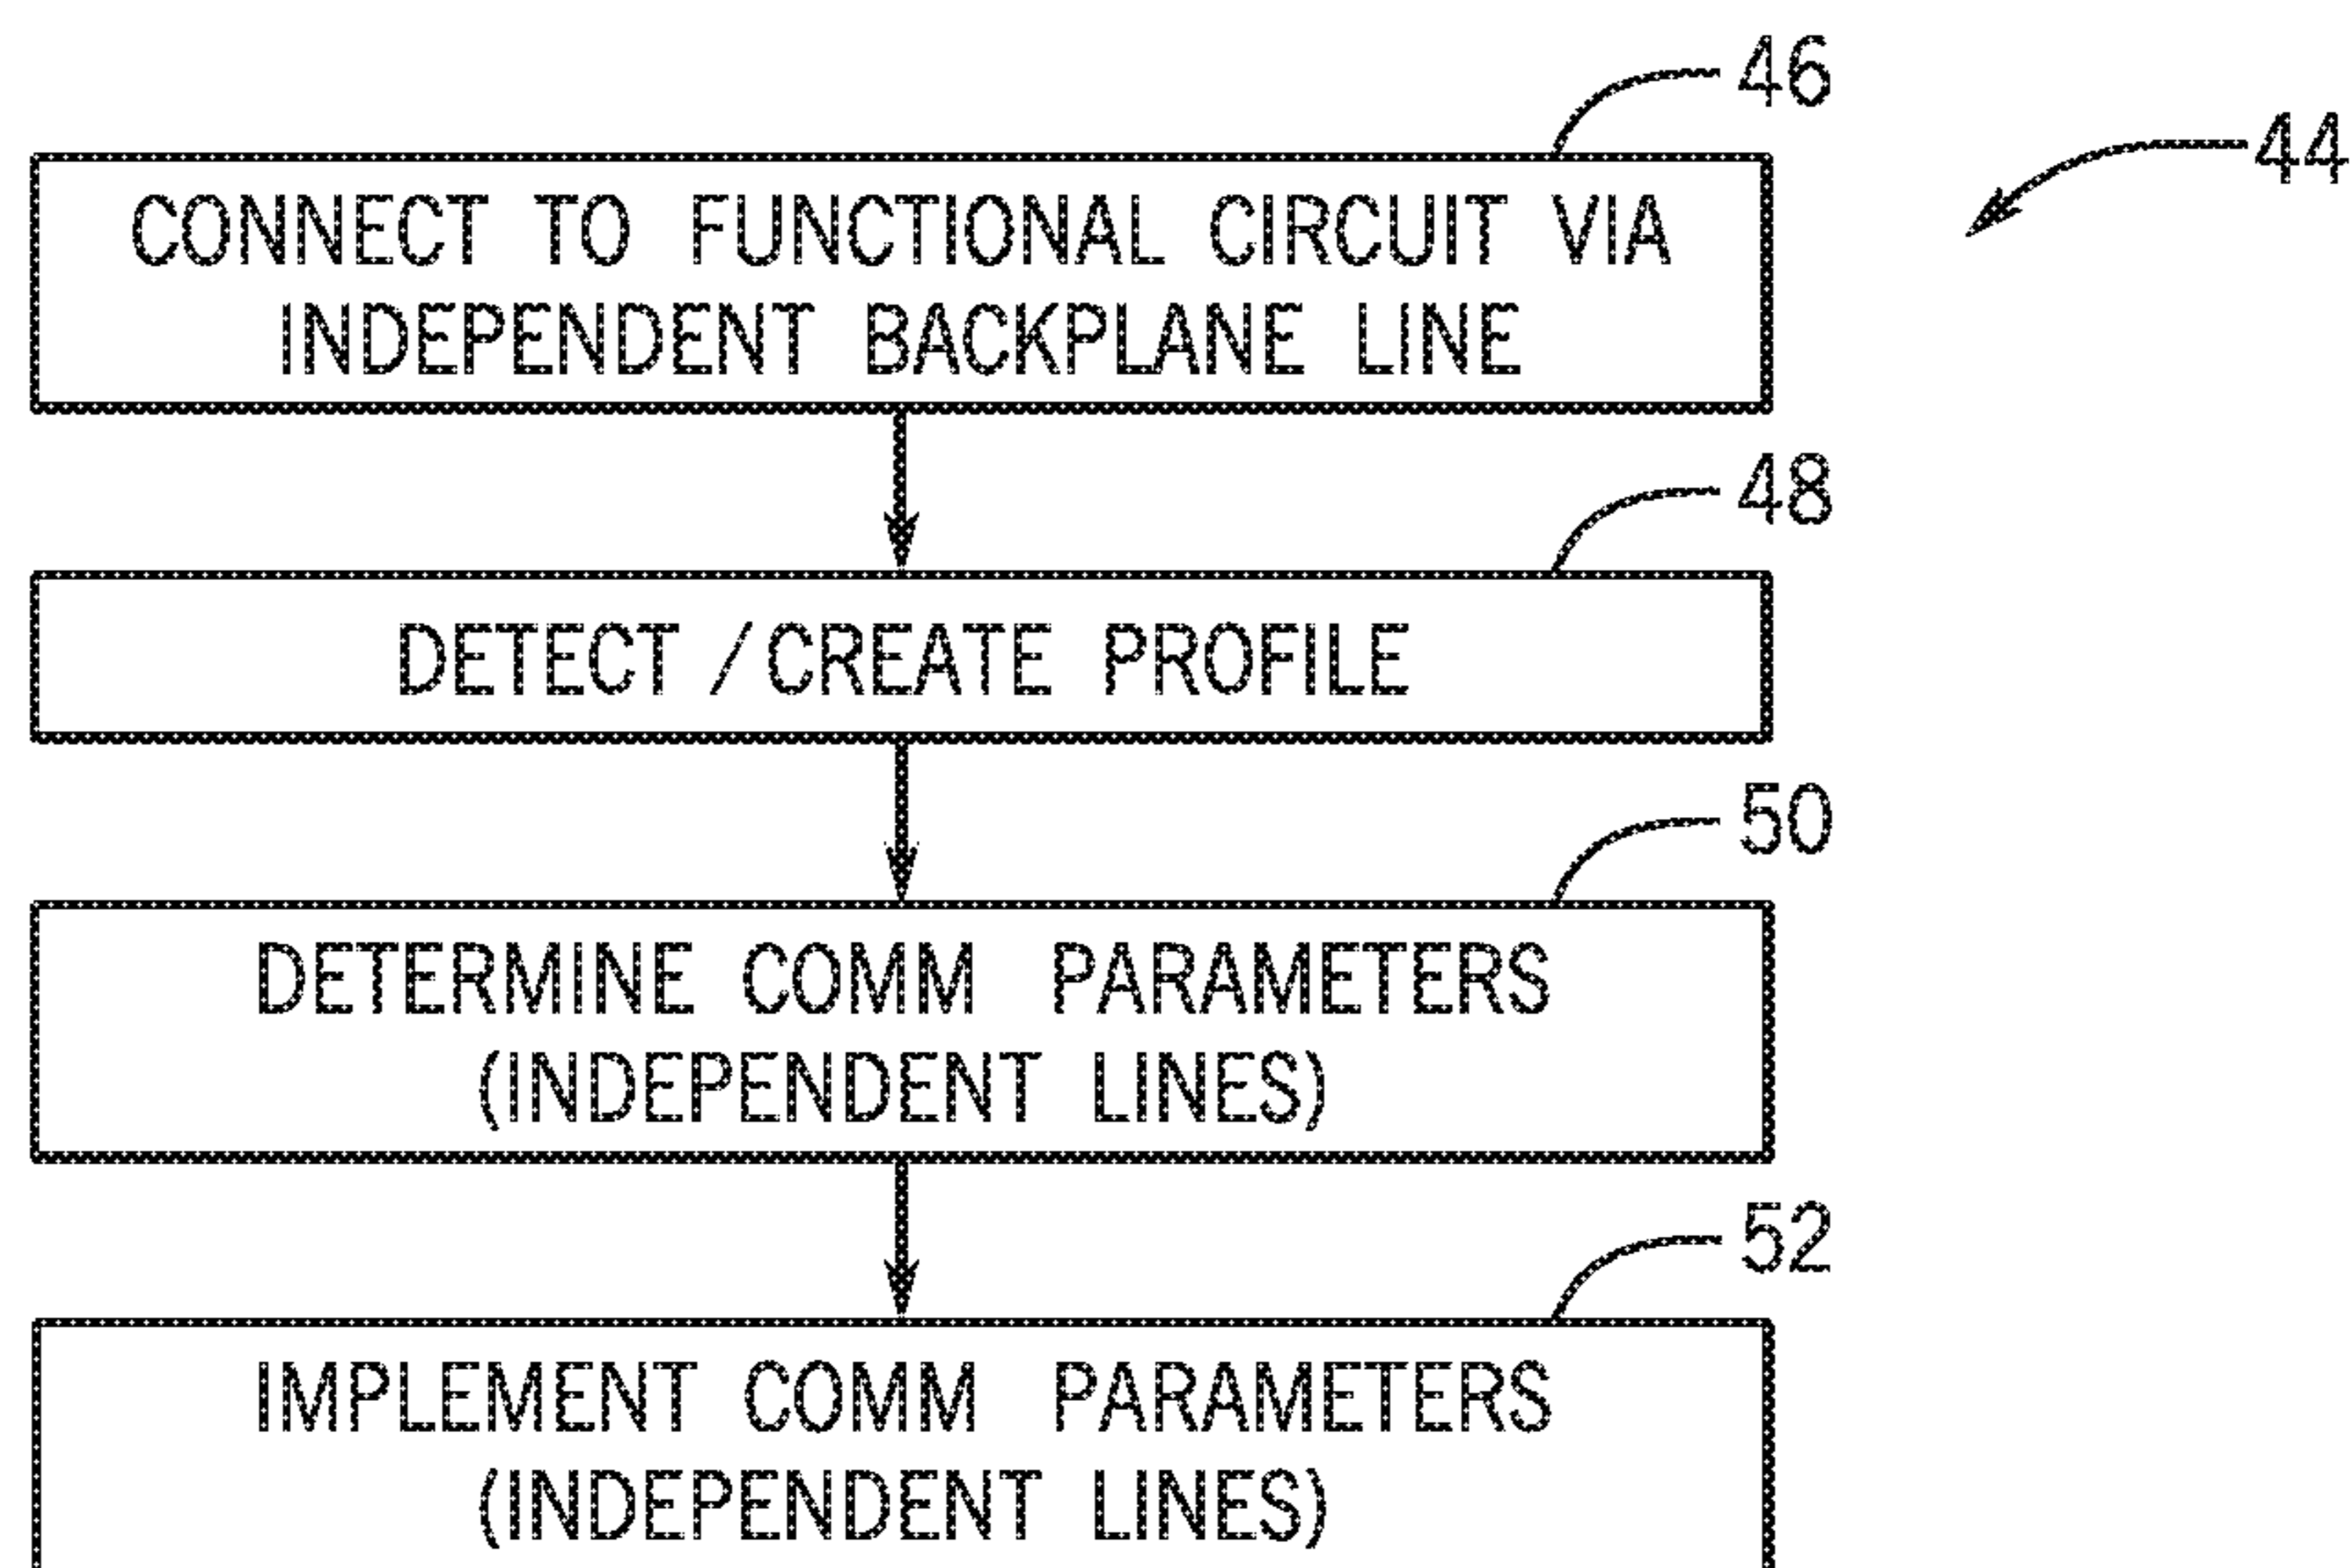 46
44
CONNECT TO FUNCTIONAL CIRCUIT VIA
INDEPENDENT BACKPLANE LINE
48
DETECT /CREATE PROFILE
50
DETERMINE COMM PARAMETERS
(INDEPENDENT LINES)
52
IMPLEMENT COMM PARAMETERS
(INDEPENDENT LINES)